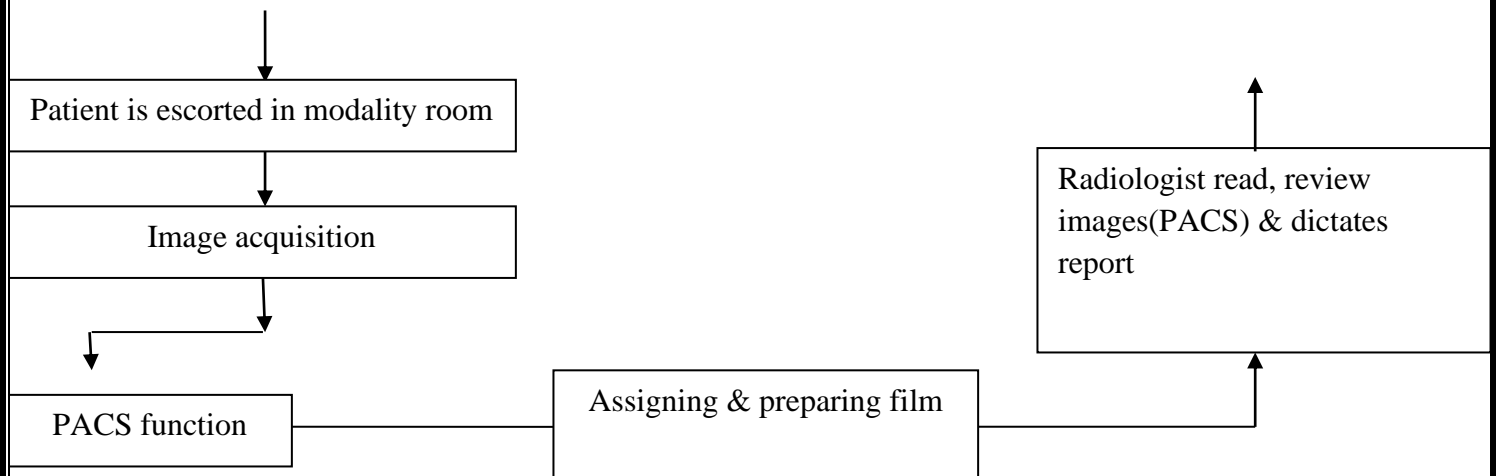 Patient is escorted in modality room
Image acquisition
PACS function
Assigning & preparing film
Radiologist read, review
images(PACS) & dictates
report